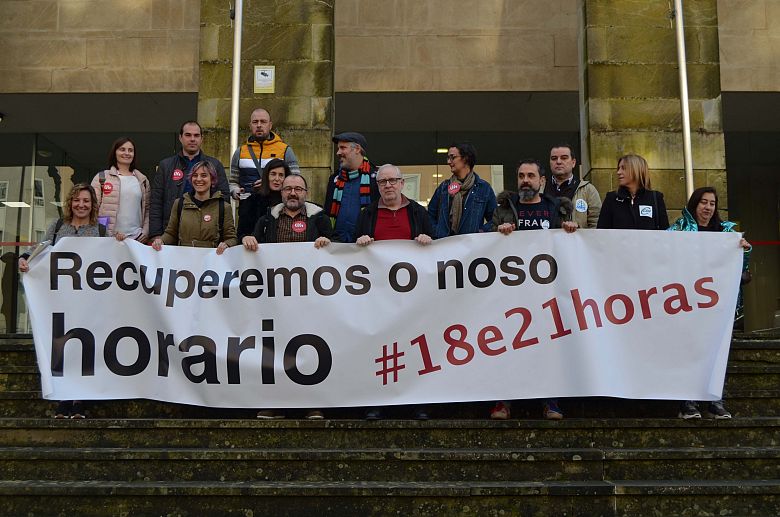 Recuperemos o noso
horario #18e21horas